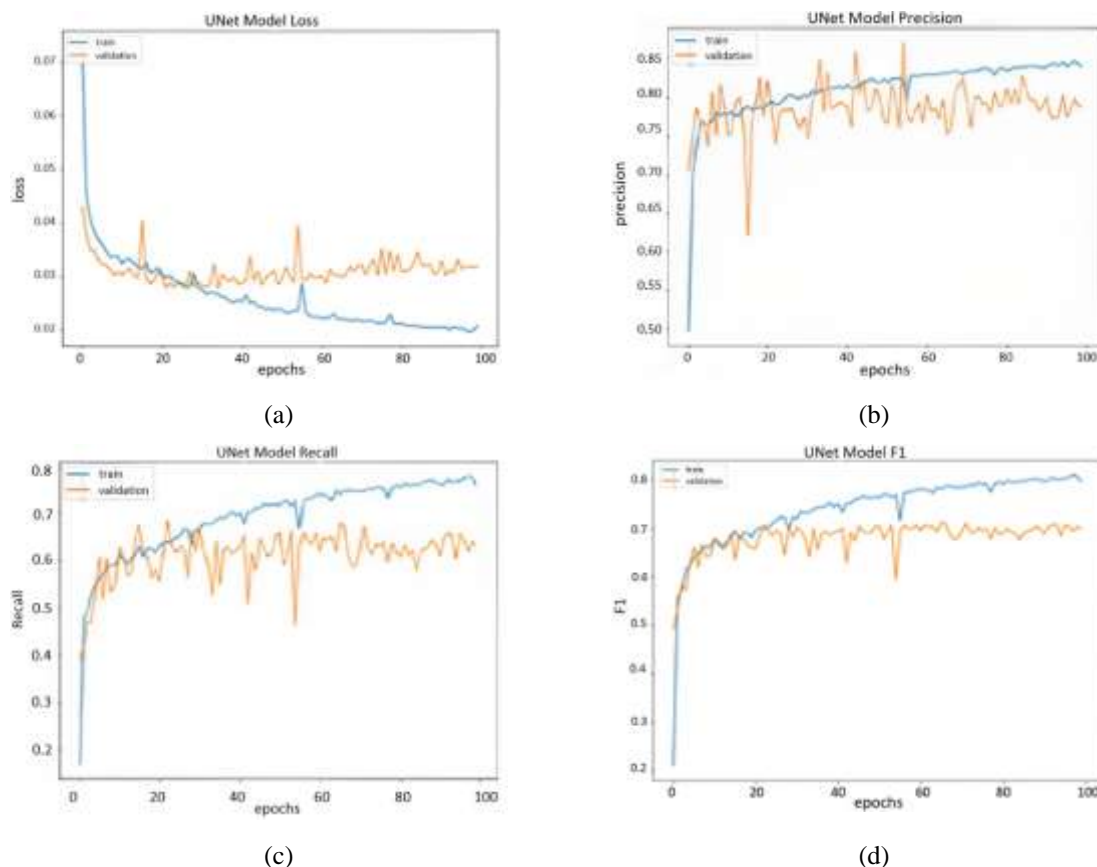 UNet Model Loss
train
validation
0.07
0.06
0.05
0.04
0.03
0.02
loss
0 20 40 60 80 100
epochs
(a)
UNet Model Precision
train
validation
0.85
0.80
0.75
0.70
0.65
0.60
0.55
0.50
precision
0 20 40 60 80 100
epochs
(b)
UNet Model Recall
train
validation
0.8
0.7
0.6
0.5
0.4
0.3
0.2
Recall
0 20 40 60 80 100
epochs
(c)
UNet Model F1
train
validation
0.8
0.7
0.6
0.5
0.4
0.3
0.2
F1
0 20 40 60 80 100
epochs
(d)